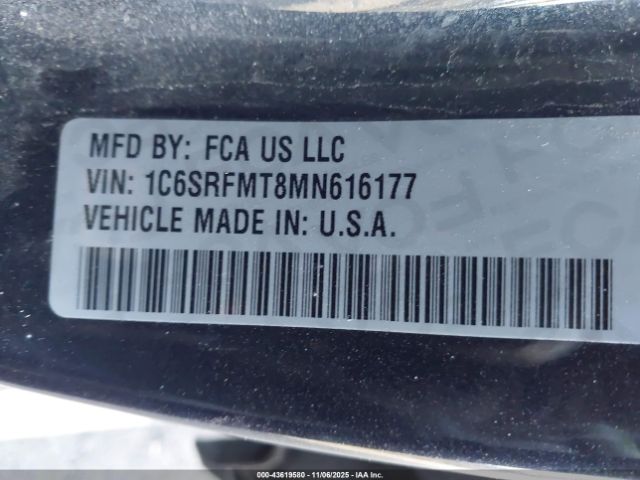 MFD BY: FCA US LLC
VIN: 1C6SRFMT8MN616177
VEHICLE MADE IN: U.S.A.
000-43619580 - 11/06/2025 - IAA Inc.